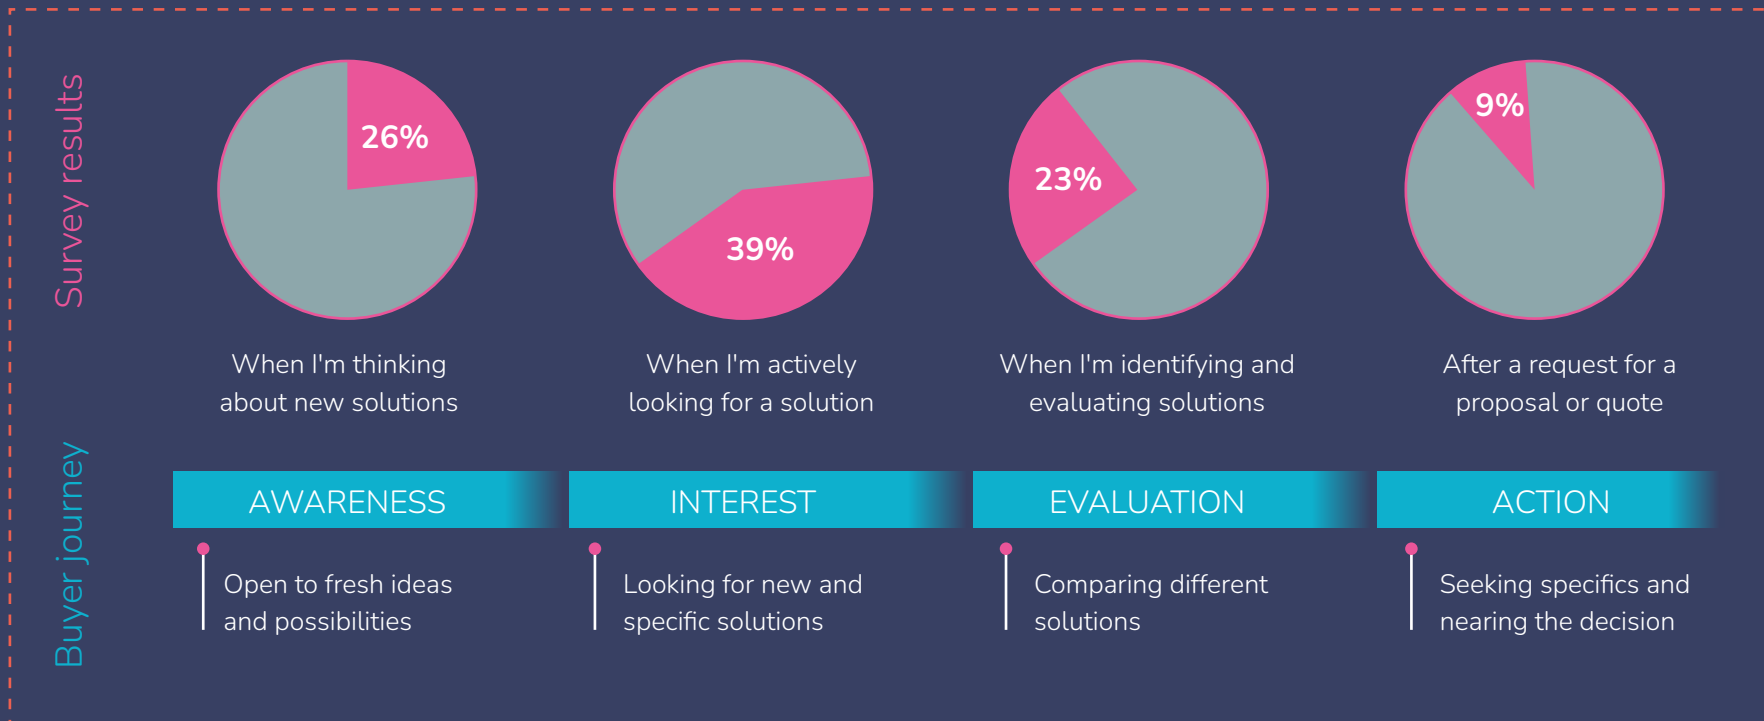 Survey results
26%
39%
23%
9%
When I'm thinking
about new solutions
When I'm actively
looking for a solution
When I'm identifying and
evaluating solutions
After a request for a
proposal or quote
Buyer journey
AWARENESS
INTEREST
EVALUATION
ACTION
Open to fresh ideas
and possibilities
Looking for new and
specific solutions
Comparing different
solutions
Seeking specifics and
nearing the decision